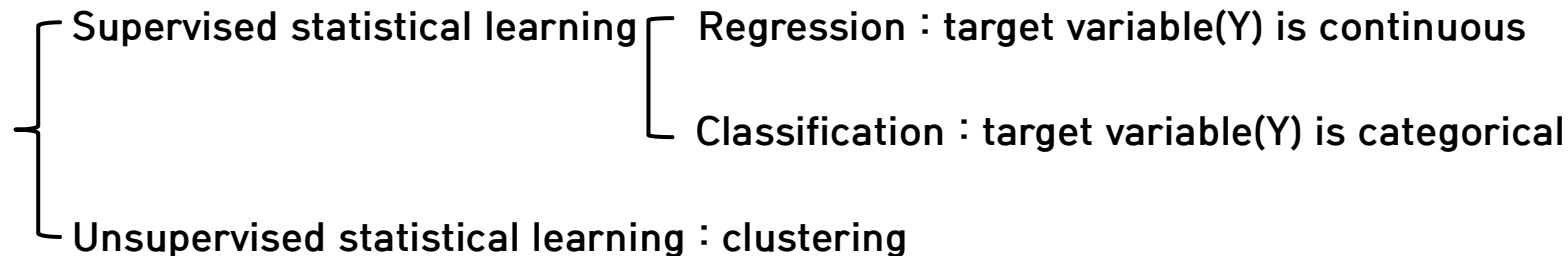 Supervised statistical learning Regression : target variable(Y) is continuous
Classification : target variable(Y) is categorical
Unsupervised statistical learning : clustering